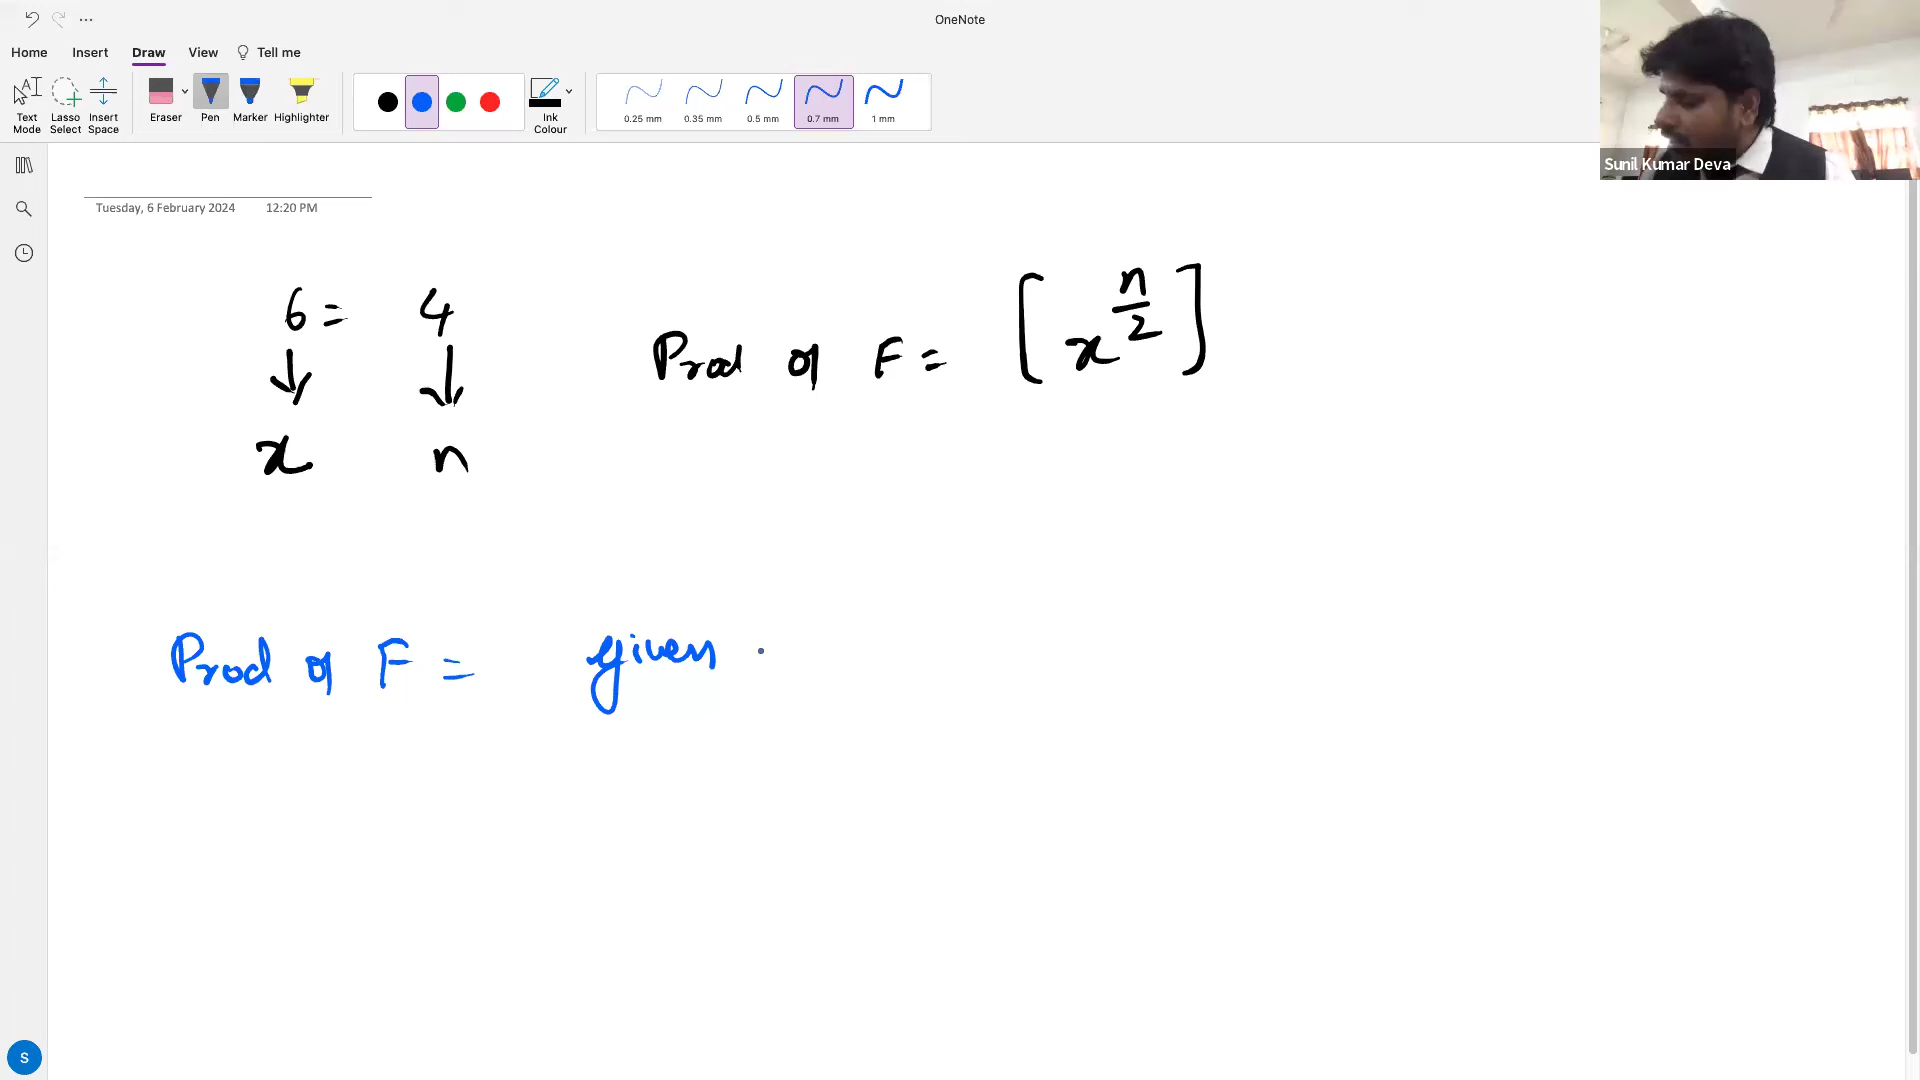 OneNote
Home Insert Draw View Tell me
Text Mode Lasso Select Insert Space Eraser Pen Marker Highlighter Ink Colour 0.25 mm 0.35 mm 0.5 mm 0.7 mm 1 mm
Sunil Kumar Deva
Tuesday, 6 February 2024 12:20 PM
6 = 4
x n
Prod of F = [x^(n/2)]
Prod of F = given
S